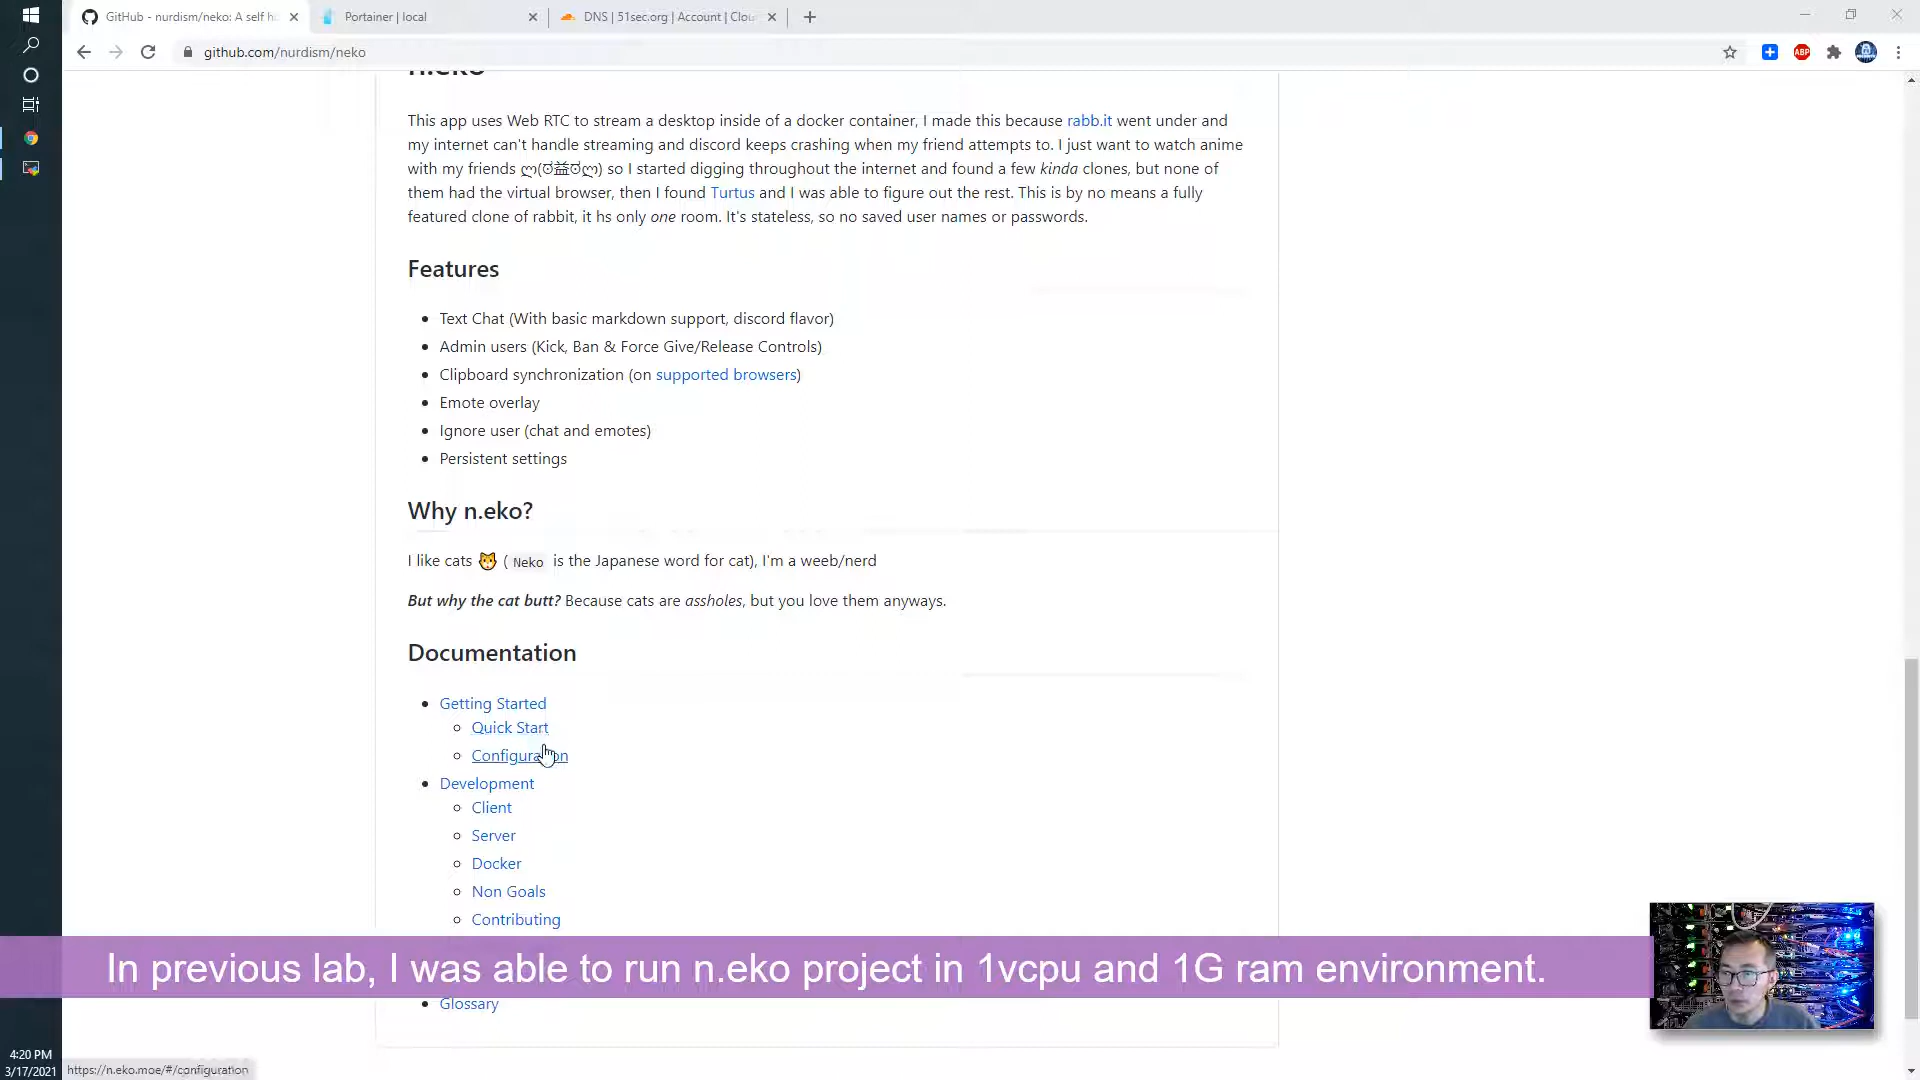 GitHub - nurdism/neko: A self h
Portainer | local
DNS | 51sec.org | Account | Clou
github.com/nurdism/neko
ABP
n.eko
This app uses Web RTC to stream a desktop inside of a docker container, I made this because rabb.it went under and
my internet can't handle streaming and discord keeps crashing when my friend attempts to. I just want to watch anime
with my friends ლ(ಠ益ಠლ) so I started digging throughout the internet and found a few kinda clones, but none of
them had the virtual browser, then I found Turtus and I was able to figure out the rest. This is by no means a fully
featured clone of rabbit, it hs only one room. It's stateless, so no saved user names or passwords.
Features
Text Chat (With basic markdown support, discord flavor)
Admin users (Kick, Ban & Force Give/Release Controls)
Clipboard synchronization (on supported browsers)
Emote overlay
Ignore user (chat and emotes)
Persistent settings
Why n.eko?
I like cats 🐱 ( Neko is the Japanese word for cat), I'm a weeb/nerd
But why the cat butt? Because cats are assholes, but you love them anyways.
Documentation
Getting Started
Quick Start
Configuration
Development
Client
Server
Docker
Non Goals
Contributing
In previous lab, I was able to run n.eko project in 1vcpu and 1G ram environment.
Glossary
4:20 PM
3/17/2021
https://n.eko.moe/#/configuration